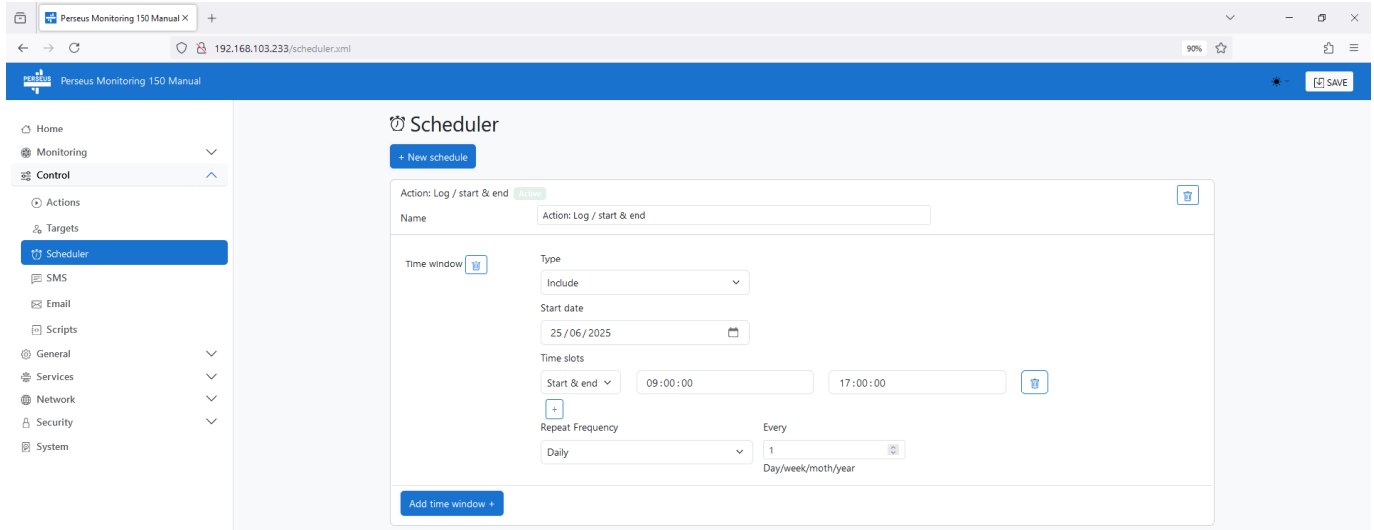 Perseus Monitoring 150 Manual
192.168.103.233/scheduler.xml
90%
PERSEUS
Perseus Monitoring 150 Manual
SAVE
Home
Monitoring
Control
Actions
Targets
Scheduler
SMS
Email
Scripts
General
Services
Network
Security
System
Scheduler
+ New schedule
Action: Log / start & end Active
Name
Action: Log / start & end
Time window
Type
Include
Start date
25/06/2025
Time slots
Start & end 09:00:00 17:00:00
+
Repeat Frequency Every
Daily 1
Day/week/moth/year
Add time window +